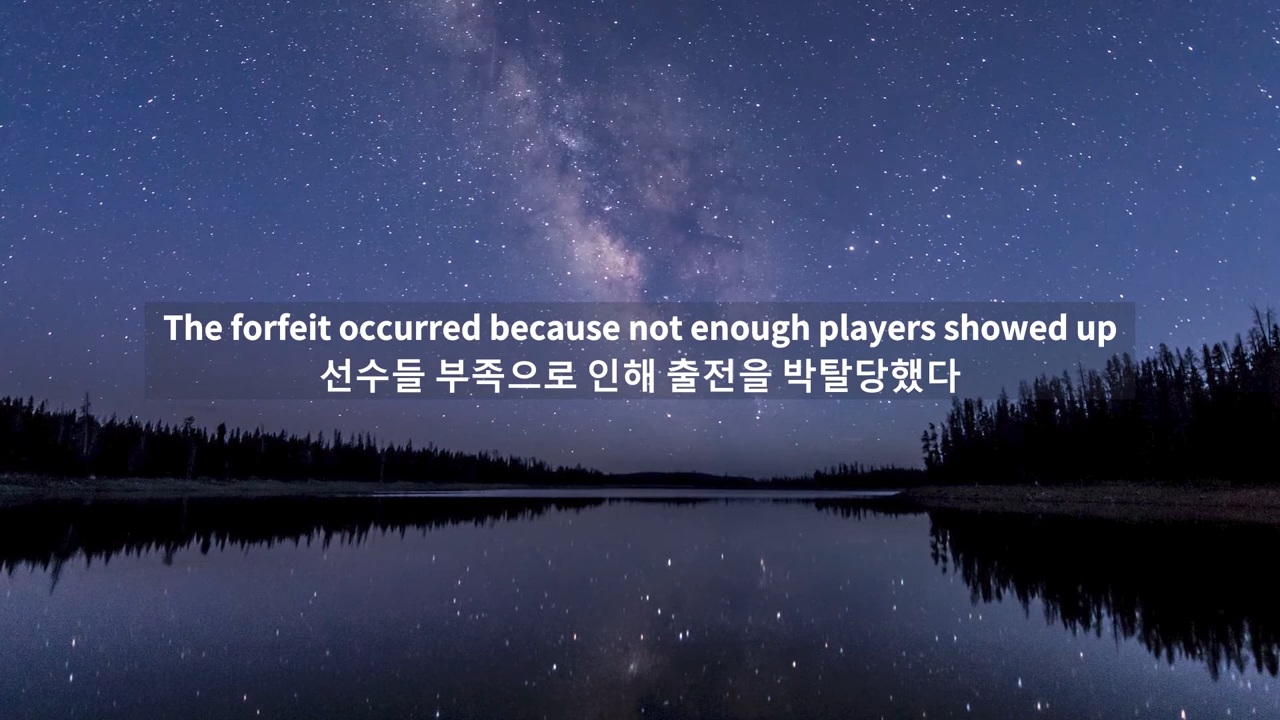 The forfeit occurred because not enough players showed up
선수들 부족으로 인해 출전을 박탈당했다